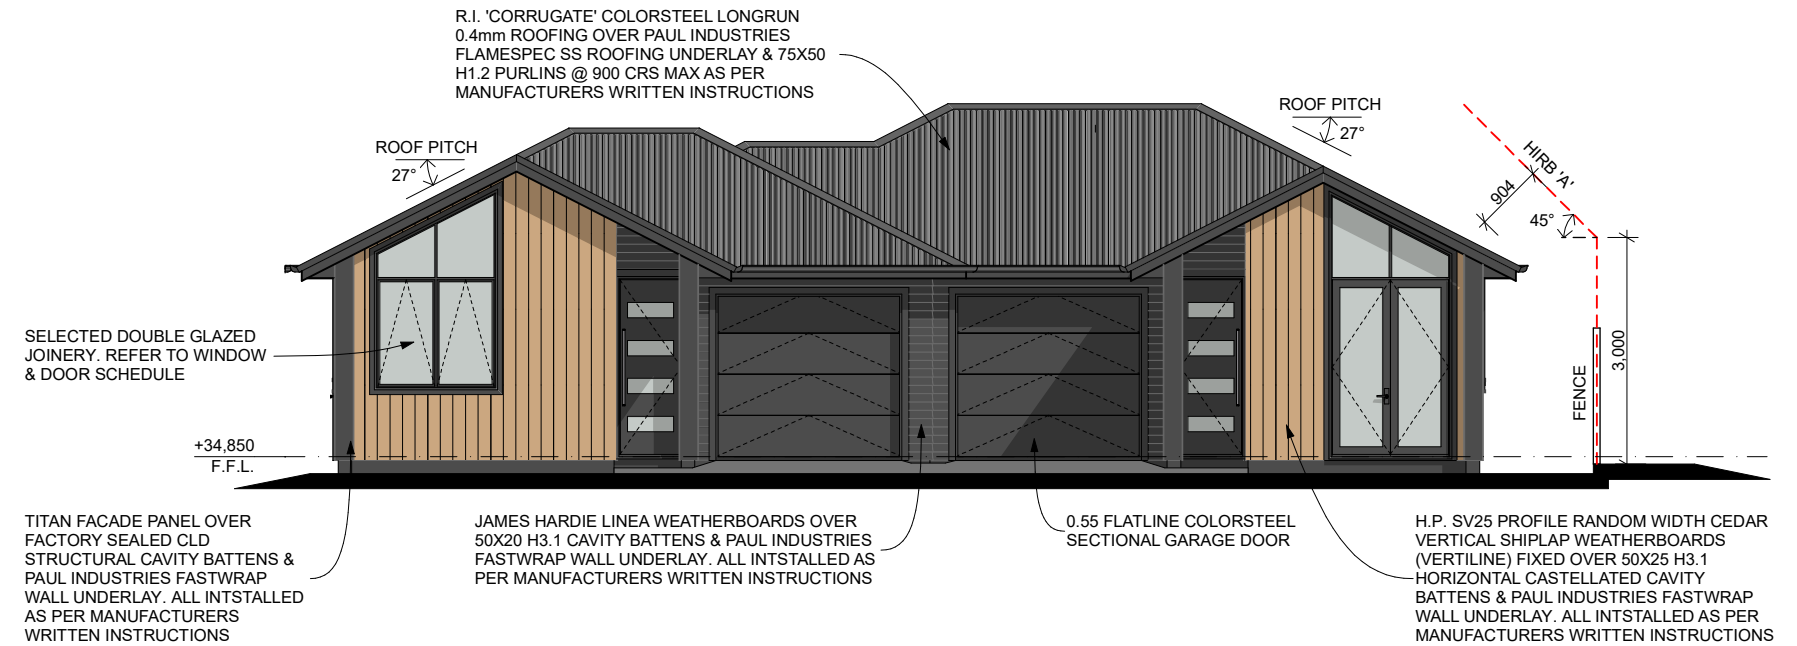 R.I. 'CORRUGATE' COLORSTEEL LONGRUN
0.4mm ROOFING OVER PAUL INDUSTRIES
FLAMESPEC SS ROOFING UNDERLAY & 75X50
H1.2 PURLINS @ 900 CRS MAX AS PER
MANUFACTURERS WRITTEN INSTRUCTIONS
ROOF PITCH
27°
ROOF PITCH
27°
HIRB 'A'
904
45°
3,000
FENCE
SELECTED DOUBLE GLAZED
JOINERY. REFER TO WINDOW
& DOOR SCHEDULE
+34,850
F.F.L.
TITAN FACADE PANEL OVER
FACTORY SEALED CLD
STRUCTURAL CAVITY BATTENS &
PAUL INDUSTRIES FASTWRAP
WALL UNDERLAY. ALL INTSTALLED
AS PER MANUFACTURERS
WRITTEN INSTRUCTIONS
JAMES HARDIE LINEA WEATHERBOARDS OVER
50X20 H3.1 CAVITY BATTENS & PAUL INDUSTRIES
FASTWRAP WALL UNDERLAY. ALL INTSTALLED AS
PER MANUFACTURERS WRITTEN INSTRUCTIONS
0.55 FLATLINE COLORSTEEL
SECTIONAL GARAGE DOOR
H.P. SV25 PROFILE RANDOM WIDTH CEDAR
VERTICAL SHIPLAP WEATHERBOARDS
(VERTILINE) FIXED OVER 50X25 H3.1
HORIZONTAL CASTELLATED CAVITY
BATTENS & PAUL INDUSTRIES FASTWRAP
WALL UNDERLAY. ALL INTSTALLED AS PER
MANUFACTURERS WRITTEN INSTRUCTIONS